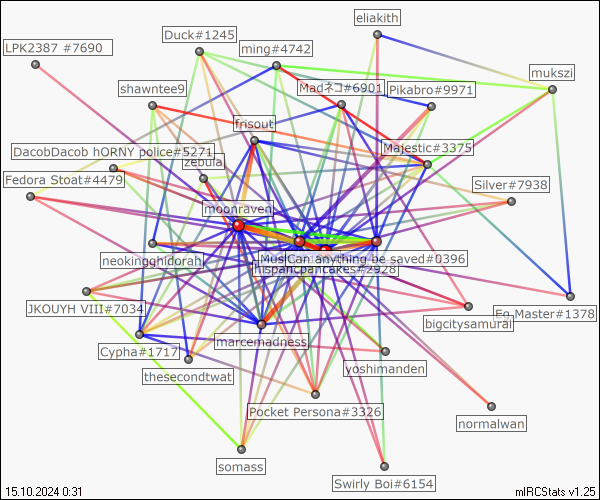 eliakith
Duck#1245
LPK2387 #7690
ming#4742
mukszi
shawntee9
Madネコ#6901
Pikabro#9971
frisout
DacobDacob hORNY police#5271
Majestic#3375
zebula
Fedora Stoat#4479
Silver#7938
moonraven
neokingghidorah
Can anything be saved#0396
hispanicpancakes#2928
JKOUYH VIII#7034
bigcitysamurai
Eg Master#1378
Cypha#1717
marcemadness
thesecondtwat
yoshimanden
Pocket Persona#3326
normalwan
somass
Swirly Boi#6154
15.10.2024 0:31
mIRCStats v1.25